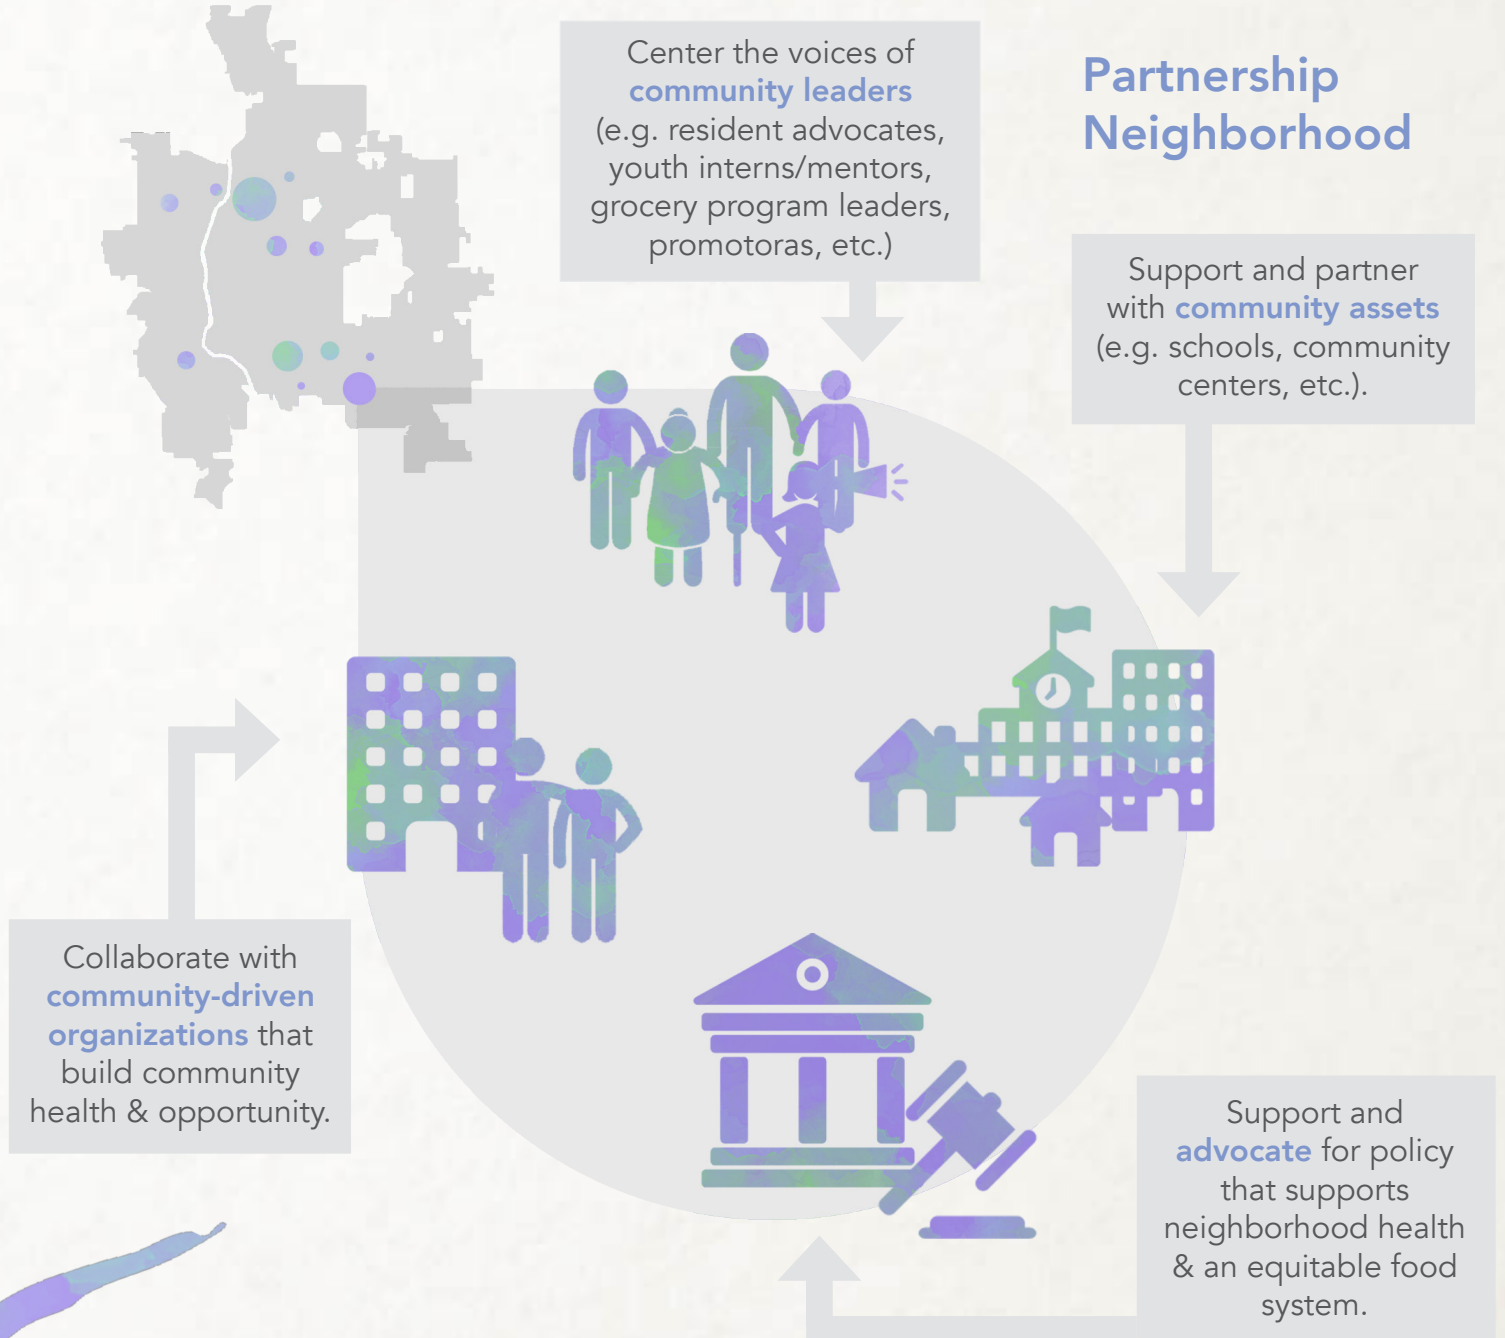 Center the voices of
community leaders
(e.g. resident advocates,
youth interns/mentors,
grocery program leaders,
promotoras, etc.)
Partnership
Neighborhood
Support and partner
with community assets
(e.g. schools, community
centers, etc.).
Collaborate with
community-driven
organizations that
build community
health & opportunity.
Support and
advocate for policy
that supports
neighborhood health
& an equitable food
system.